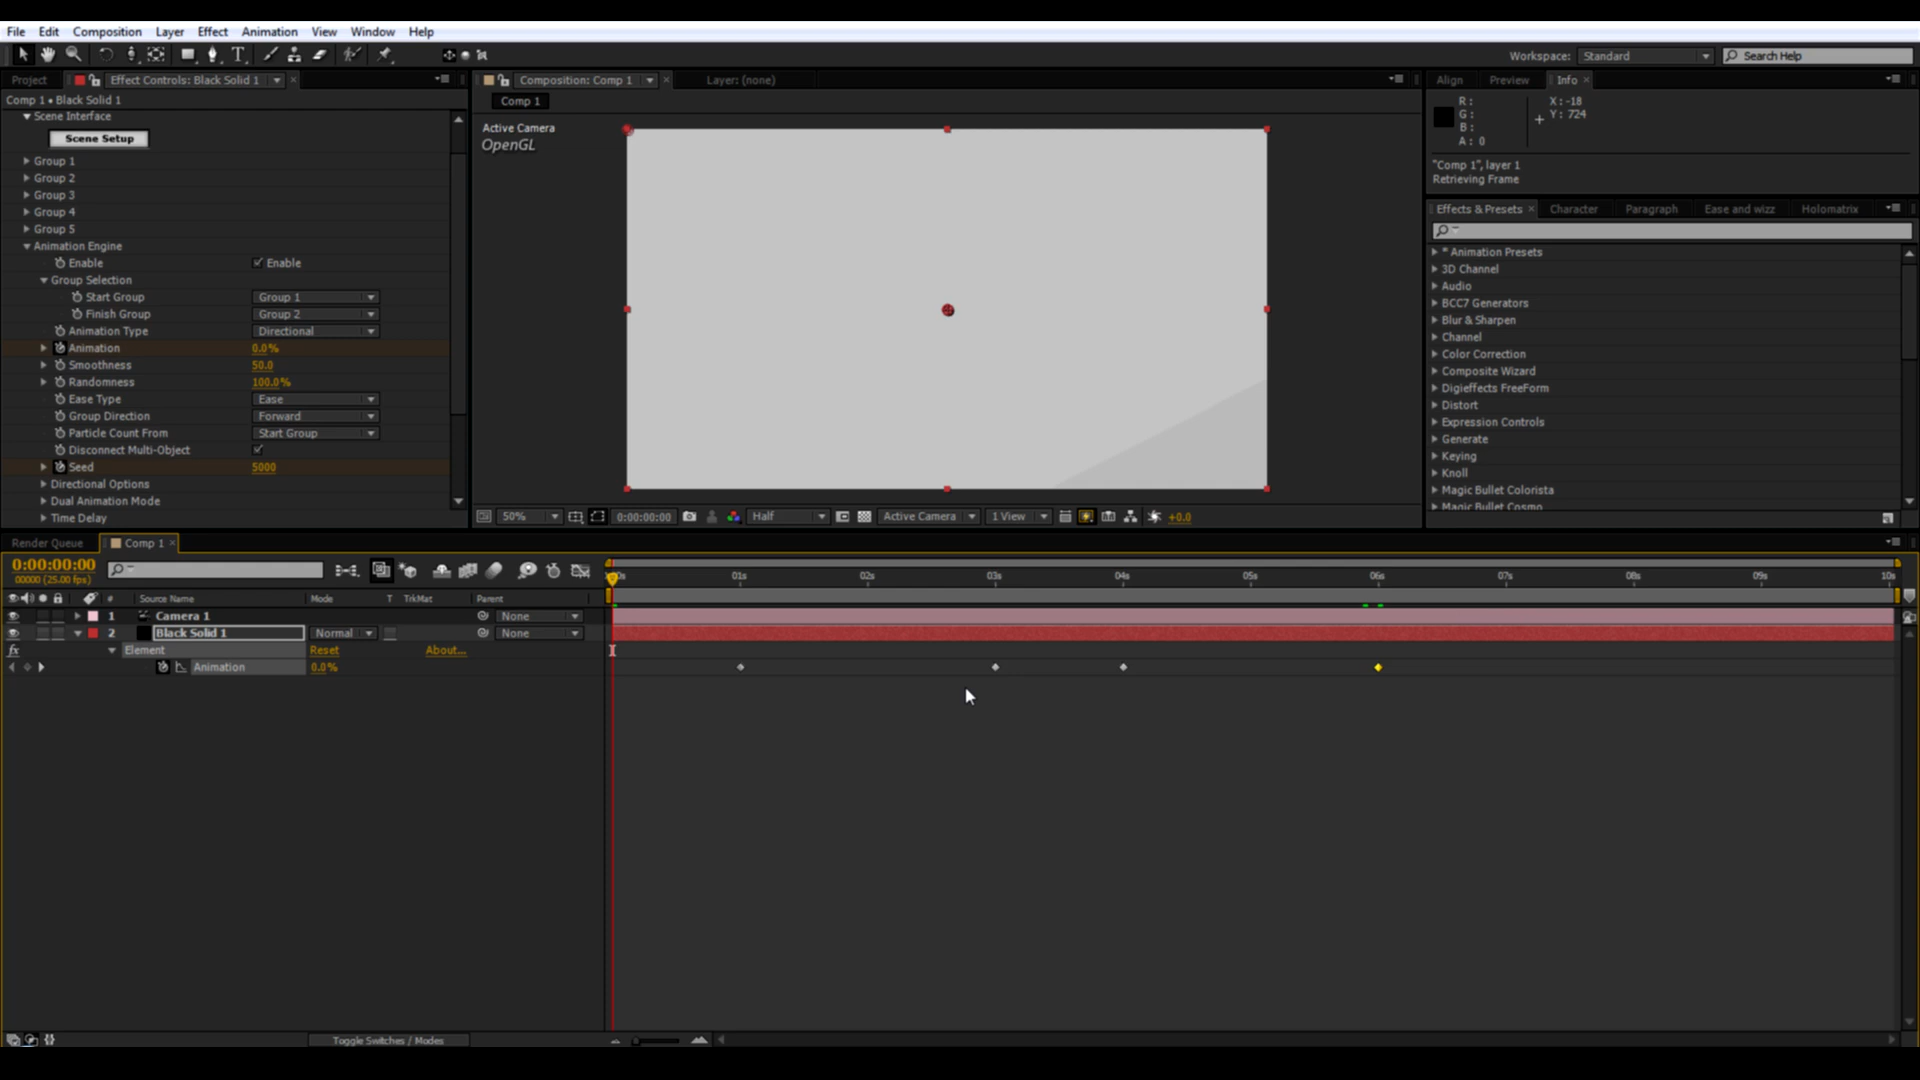 File Edit Composition Layer Effect Animation View Window Help
Workspace: Standard Search Help
Project Effect Controls: Black Solid 1
Comp 1 • Black Solid 1
Scene Interface
Scene Setup
Group 1
Group 2
Group 3
Group 4
Group 5
Animation Engine
Enable Enable
Group Selection
Start Group Group 1
Finish Group Group 2
Animation Type Directional
Animation 0.0%
Smoothness 50.0
Randomness 100.0%
Ease Type Ease
Group Direction Forward
Particle Count From Start Group
Disconnect Multi-Object
Seed 5000
Directional Options
Dual Animation Mode
Time Delay
Composition: Comp 1 Layer: (none)
Comp 1
Active Camera
OpenGL
50% 0:00:00:00 Half Active Camera 1 View +0.0
Align Preview Info
R: X: -18
G: Y: 724
B:
A: 0
"Comp 1", layer 1
Retrieving Frame
Effects & Presets Character Paragraph Ease and wizz Holomatrix
* Animation Presets
3D Channel
Audio
BCC7 Generators
Blur & Sharpen
Channel
Color Correction
Composite Wizard
Digieffects FreeForm
Distort
Expression Controls
Generate
Keying
Knoll
Magic Bullet Colorista
Magic Bullet Cosmo
Render Queue Comp 1
0:00:00:00
00000 (25.00 fps)
01s 02s 03s 04s 05s 06s 07s 08s 09s 10s
# Source Name Mode T TrkMat Parent
1 Camera 1 None
2 Black Solid 1 Normal None
fx Element Reset About...
Animation 0.0%
Toggle Switches / Modes